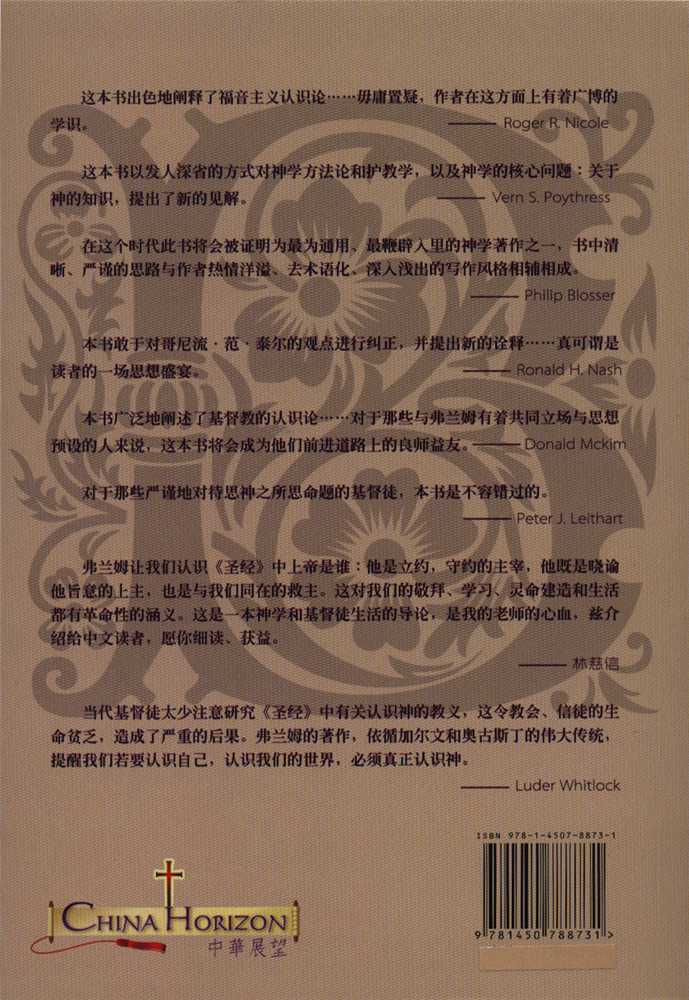 这本书出色地阐释了福音主义认识论……毋庸置疑，作者在这方面上有着广博的
学识。 ——— Roger R. Nicole
这本书以发人深省的方式对神学方法论和护教学，以及神学的核心问题：关于
神的知识，提出了新的见解。 ——— Vern S. Poythress
在这个时代此书将会被证明为最为通用、最鞭辟入里的神学著作之一，书中清
晰、严谨的思路与作者热情洋溢、去术语化、深入浅出的写作风格相辅相成。
——— Philip Blosser
本书敢于对哥尼流·范·泰尔的观点进行纠正，并提出新的诠释……真可谓是
读者的一场思想盛宴。 ——— Ronald H. Nash
本书广泛地阐述了基督教的认识论……对于那些与弗兰姆有着共同立场与思想
预设的人来说，这本书将会成为他们前进道路上的良师益友。 ——— Donald Mckim
对于那些严谨地对待思神之所思命题的基督徒，本书是不容错过的。
——— Peter J. Leithart
弗兰姆让我们认识《圣经》中上帝是谁：他是立约，守约的主宰，他既是晓谕
他旨意的上主，也是与我们同在的救主。这对我们的敬拜、学习、灵命建造和生活
都有革命性的涵义。这是一本神学和基督徒生活的导论，是我的老师的心血，兹介
绍给中文读者，愿你细读、获益。
——— 林慈信
当代基督徒太少注意研究《圣经》中有关认识神的教义，这令教会、信徒的生
命贫乏，造成了严重的后果。弗兰姆的著作，依循加尔文和奥古斯丁的伟大传统，
提醒我们若要认识自己，认识我们的世界，必须真正认识神。
——— Luder Whitlock
ISBN 978-1-4507-8873-1
9 781450 788731
CHINA HORIZON
中華展望